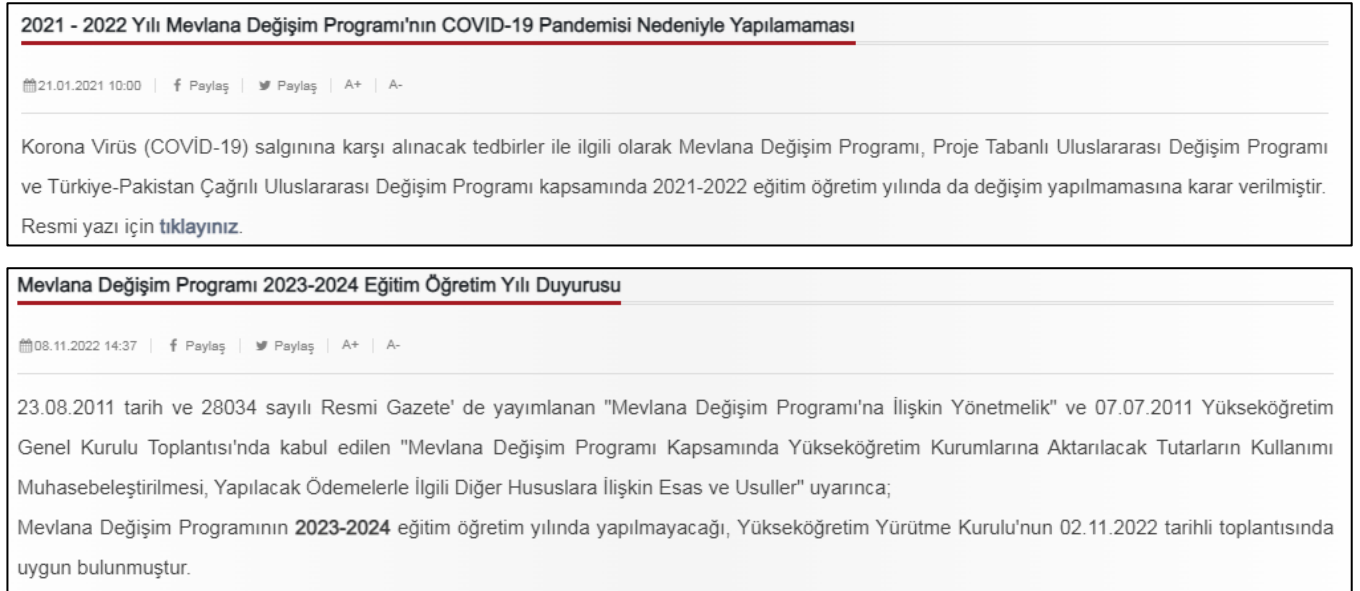 2021 - 2022 Yılı Mevlana Değişim Programı'nın COVID-19 Pandemisi Nedeniyle Yapılamaması
21.01.2021 10:00 | Paylaş | Paylaş | A+ | A-
Korona Virüs (COVİD-19) salgınına karşı alınacak tedbirler ile ilgili olarak Mevlana Değişim Programı, Proje Tabanlı Uluslararası Değişim Programı
ve Türkiye-Pakistan Çağrılı Uluslararası Değişim Programı kapsamında 2021-2022 eğitim öğretim yılında da değişim yapılmamasına karar verilmiştir.
Resmi yazı için tıklayınız.
Mevlana Değişim Programı 2023-2024 Eğitim Öğretim Yılı Duyurusu
08.11.2022 14:37 | Paylaş | Paylaş | A+ | A-
23.08.2011 tarih ve 28034 sayılı Resmi Gazete' de yayımlanan "Mevlana Değişim Programı'na İlişkin Yönetmelik" ve 07.07.2011 Yükseköğretim
Genel Kurulu Toplantısı'nda kabul edilen "Mevlana Değişim Programı Kapsamında Yükseköğretim Kurumlarına Aktarılacak Tutarların Kullanımı
Muhasebeleştirilmesi, Yapılacak Ödemelerle İlgili Diğer Hususlara İlişkin Esas ve Usuller" uyarınca;
Mevlana Değişim Programının 2023-2024 eğitim öğretim yılında yapılmayacağı, Yükseköğretim Yürütme Kurulu'nun 02.11.2022 tarihli toplantısında
uygun bulunmuştur.